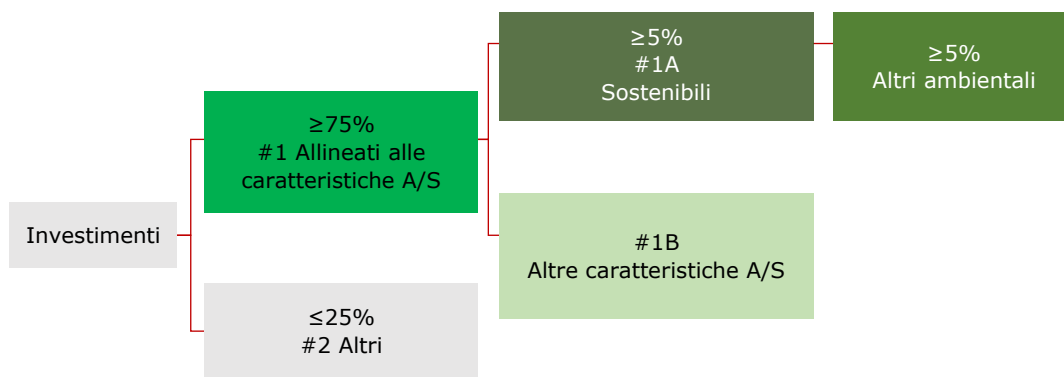 Investimenti
≥75%
#1 Allineati alle
caratteristiche A/S
≤25%
#2 Altri
≥5%
#1A
Sostenibili
#1B
Altre caratteristiche A/S
≥5%
Altri ambientali